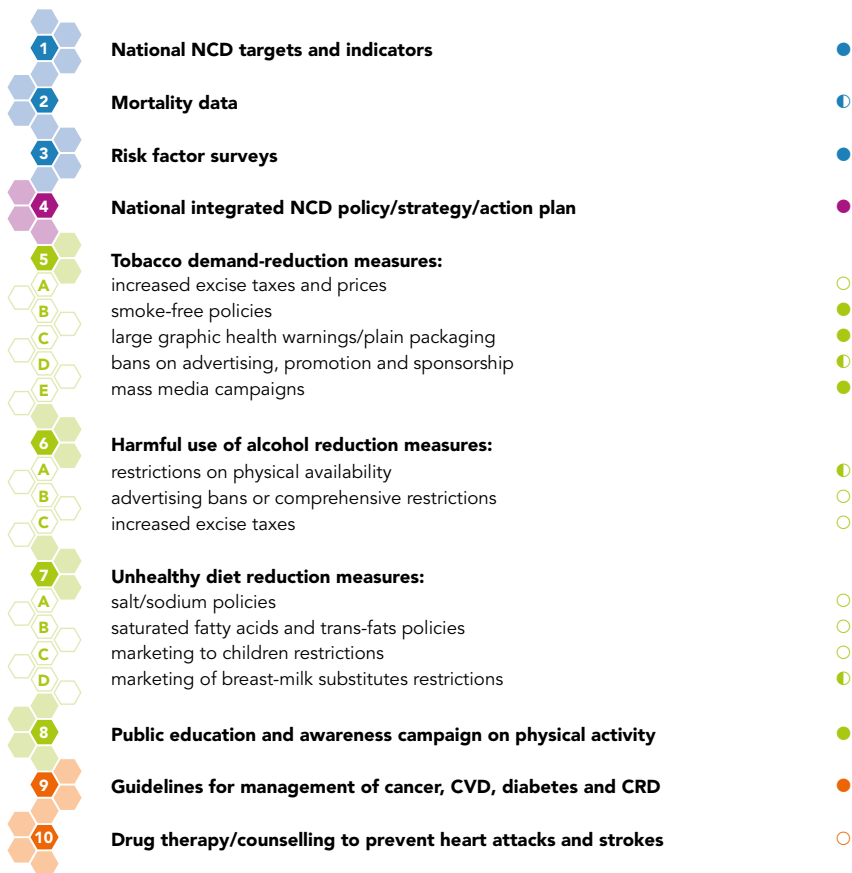 1 National NCD targets and indicators
2 Mortality data
3 Risk factor surveys
4 National integrated NCD policy/strategy/action plan
5 Tobacco demand-reduction measures:
A increased excise taxes and prices
B smoke-free policies
C large graphic health warnings/plain packaging
D bans on advertising, promotion and sponsorship
E mass media campaigns
6 Harmful use of alcohol reduction measures:
A restrictions on physical availability
B advertising bans or comprehensive restrictions
C increased excise taxes
7 Unhealthy diet reduction measures:
A salt/sodium policies
B saturated fatty acids and trans-fats policies
C marketing to children restrictions
D marketing of breast-milk substitutes restrictions
8 Public education and awareness campaign on physical activity
9 Guidelines for management of cancer, CVD, diabetes and CRD
10 Drug therapy/counselling to prevent heart attacks and strokes